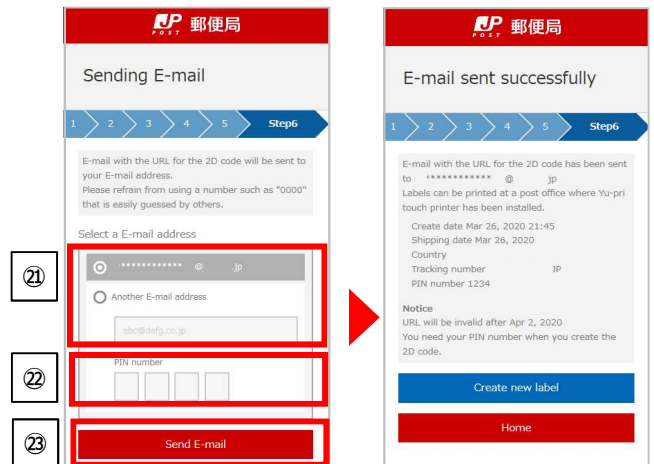 JP POST 郵便局
Sending E-mail
1 2 3 4 5 Step6
E-mail with the URL for the 2D code will be sent to
your E-mail address.
Please refrain from using a number such as "0000"
that is easily guessed by others.
Select a E-mail address
㉑
************ @ .jp
Another E-mail address
abc@defg.co.jp
㉒
PIN number
㉓
Send E-mail
JP POST 郵便局
E-mail sent successfully
1 2 3 4 5 Step6
E-mail with the URL for the 2D code has been sent
to : ************ @ jp
Labels can be printed at a post office where Yu-pri
touch printer has been installed.
Create date Mar 26, 2020 21:45
Shipping date Mar 26, 2020
Country
Tracking number JP
PIN number 1234
Notice
URL will be invalid after Apr 2, 2020
You need your PIN number when you create the
2D code.
Create new label
Home